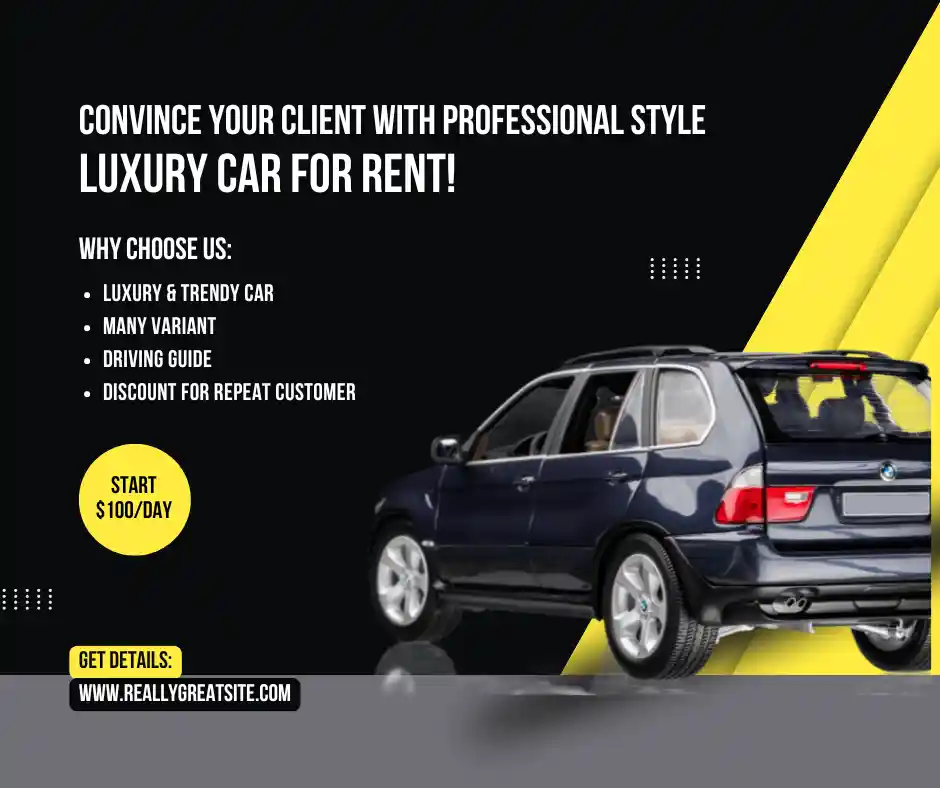 CONVINCE YOUR CLIENT WITH PROFESSIONAL STYLE
LUXURY CAR FOR RENT!
WHY CHOOSE US:
• LUXURY & TRENDY CAR
• MANY VARIANT
• DRIVING GUIDE
• DISCOUNT FOR REPEAT CUSTOMER
START
$100/DAY
GET DETAILS:
WWW.REALLYGREATSITE.COM